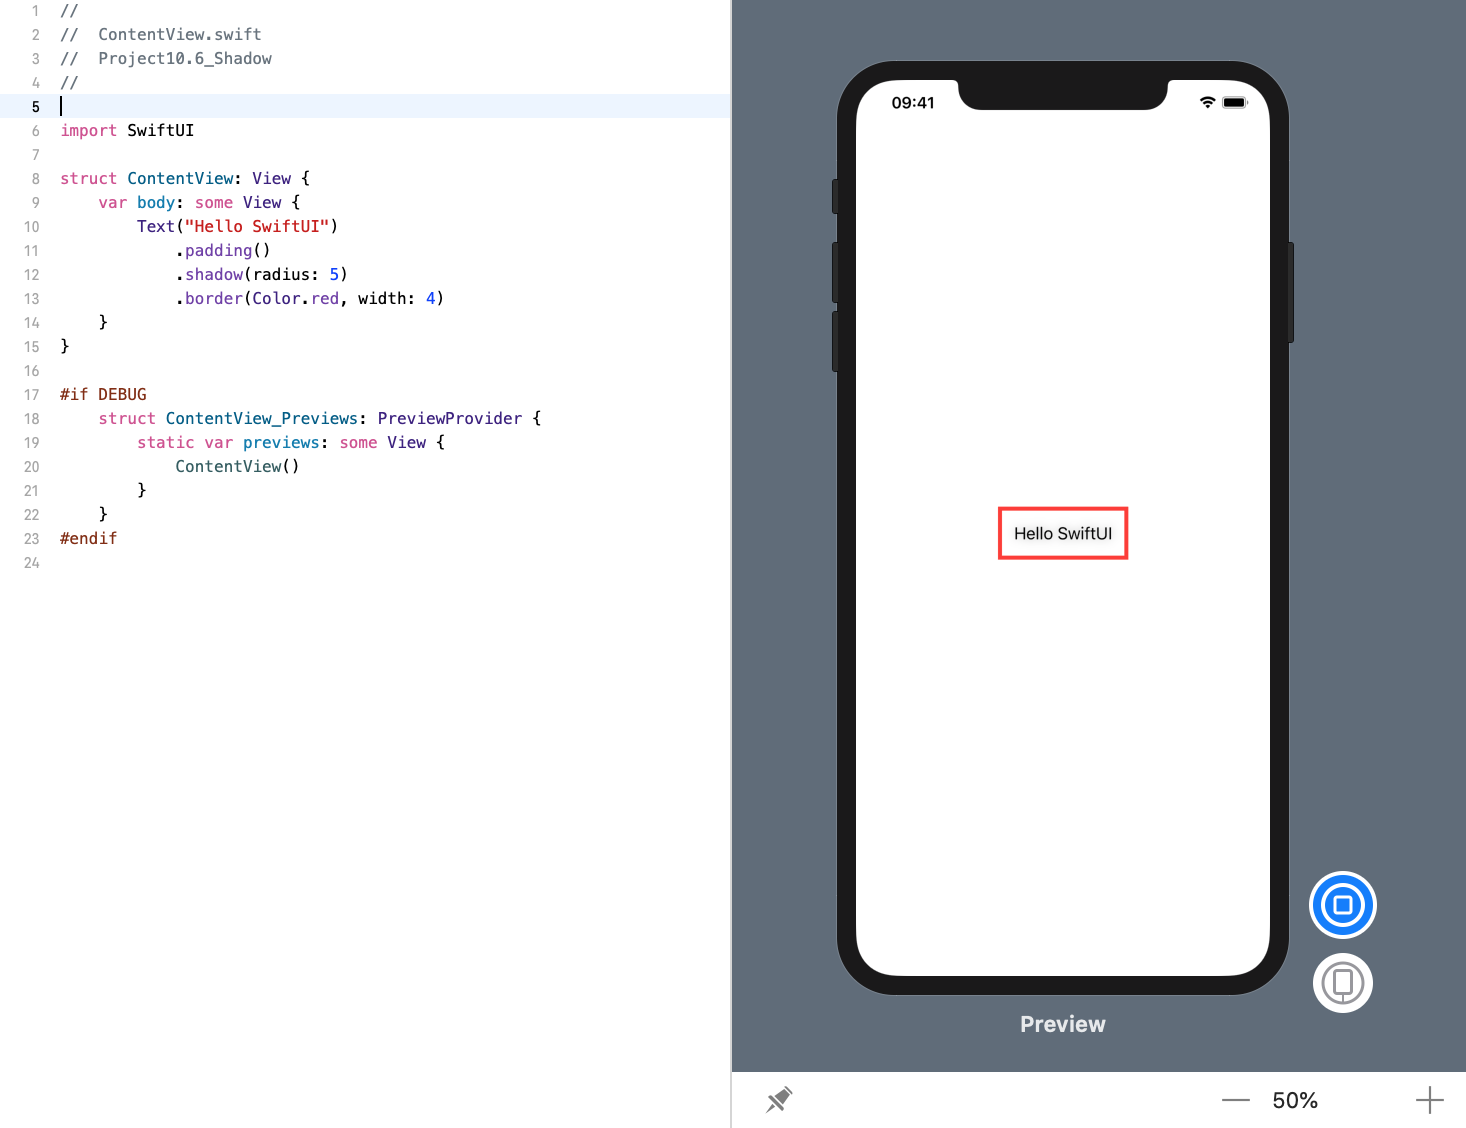 1 //
2 //  ContentView.swift
3 //  Project10.6_Shadow
4 //
5
6 import SwiftUI
7
8 struct ContentView: View {
9     var body: some View {
10         Text("Hello SwiftUI")
11             .padding()
12             .shadow(radius: 5)
13             .border(Color.red, width: 4)
14     }
15 }
16
17 #if DEBUG
18     struct ContentView_Previews: PreviewProvider {
19         static var previews: some View {
20             ContentView()
21         }
22     }
23 #endif
24
09:41
Hello SwiftUI
Preview
50%